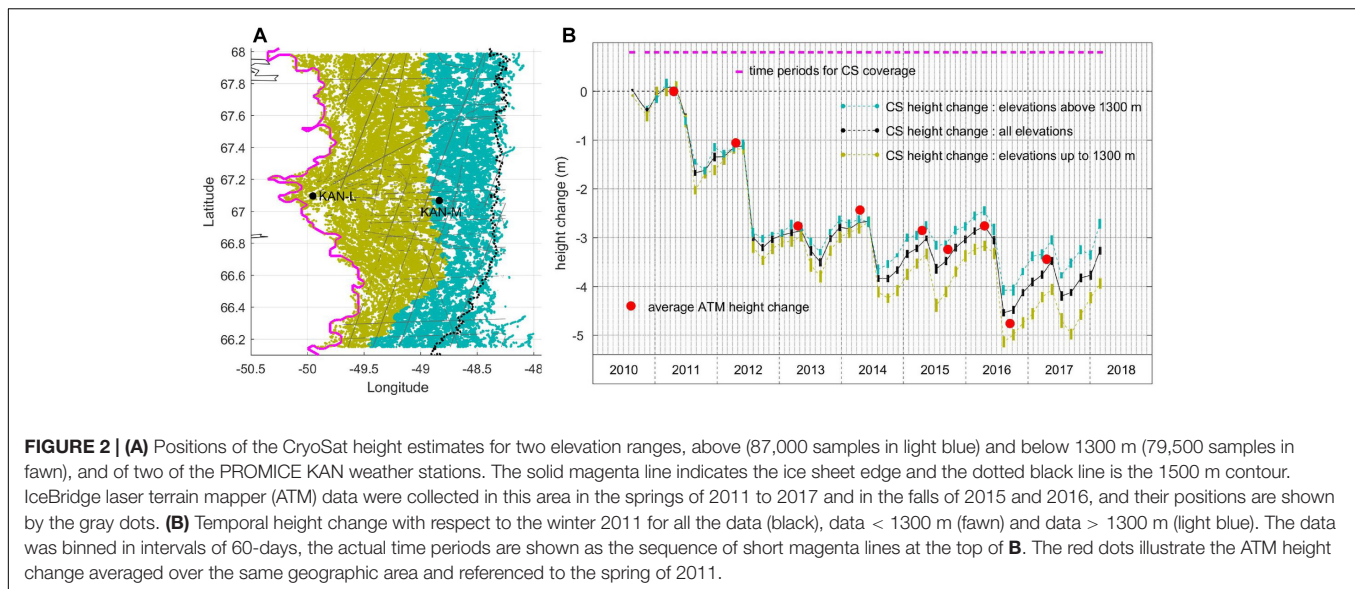 A
68
67.8
67.6
67.4
67.2
67
66.8
66.6
66.4
66.2
Latitude
KAN-L
KAN-M
-50.5 -50 -49.5 -49 -48.5 -48
Longitude
B
time periods for CS coverage
CS height change : elevations above 1300 m
CS height change : all elevations
CS height change : elevations up to 1300 m
average ATM height change
0
-1
-2
-3
-4
-5
height change (m)
2010 2011 2012 2013 2014 2015 2016 2017 2018
FIGURE 2 | (A) Positions of the CryoSat height estimates for two elevation ranges, above (87,000 samples in light blue) and below 1300 m (79,500 samples in
fawn), and of two of the PROMICE KAN weather stations. The solid magenta line indicates the ice sheet edge and the dotted black line is the 1500 m contour.
IceBridge laser terrain mapper (ATM) data were collected in this area in the springs of 2011 to 2017 and in the falls of 2015 and 2016, and their positions are shown
by the gray dots. (B) Temporal height change with respect to the winter 2011 for all the data (black), data < 1300 m (fawn) and data > 1300 m (light blue). The data
was binned in intervals of 60-days, the actual time periods are shown as the sequence of short magenta lines at the top of B. The red dots illustrate the ATM height
change averaged over the same geographic area and referenced to the spring of 2011.